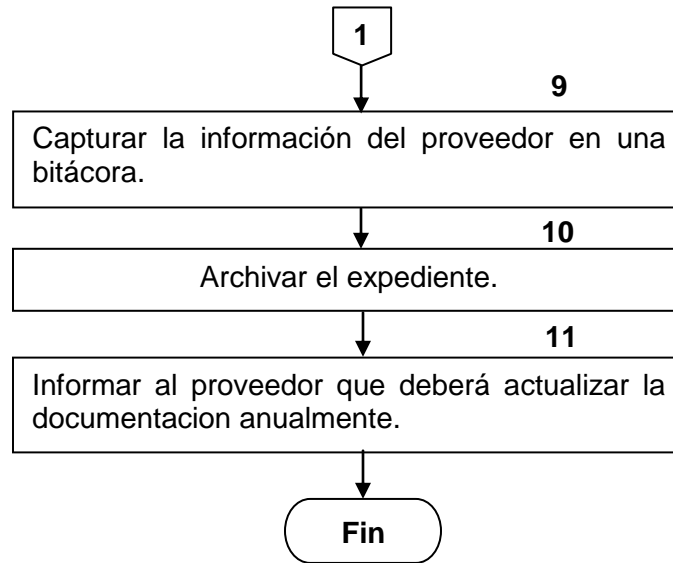 1
9
Capturar la información del proveedor en una
bitácora.
10
Archivar el expediente.
11
Informar al proveedor que deberá actualizar la
documentacion anualmente.
Fin